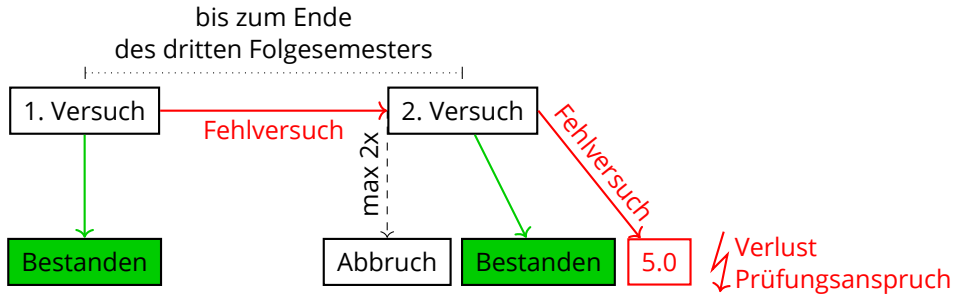 bis zum Ende
des dritten Folgesemesters
1. Versuch
2. Versuch
Fehlversuch
Fehlversuch
max 2x
Bestanden
Abbruch
Bestanden
5.0
Verlust
Prüfungsanspruch